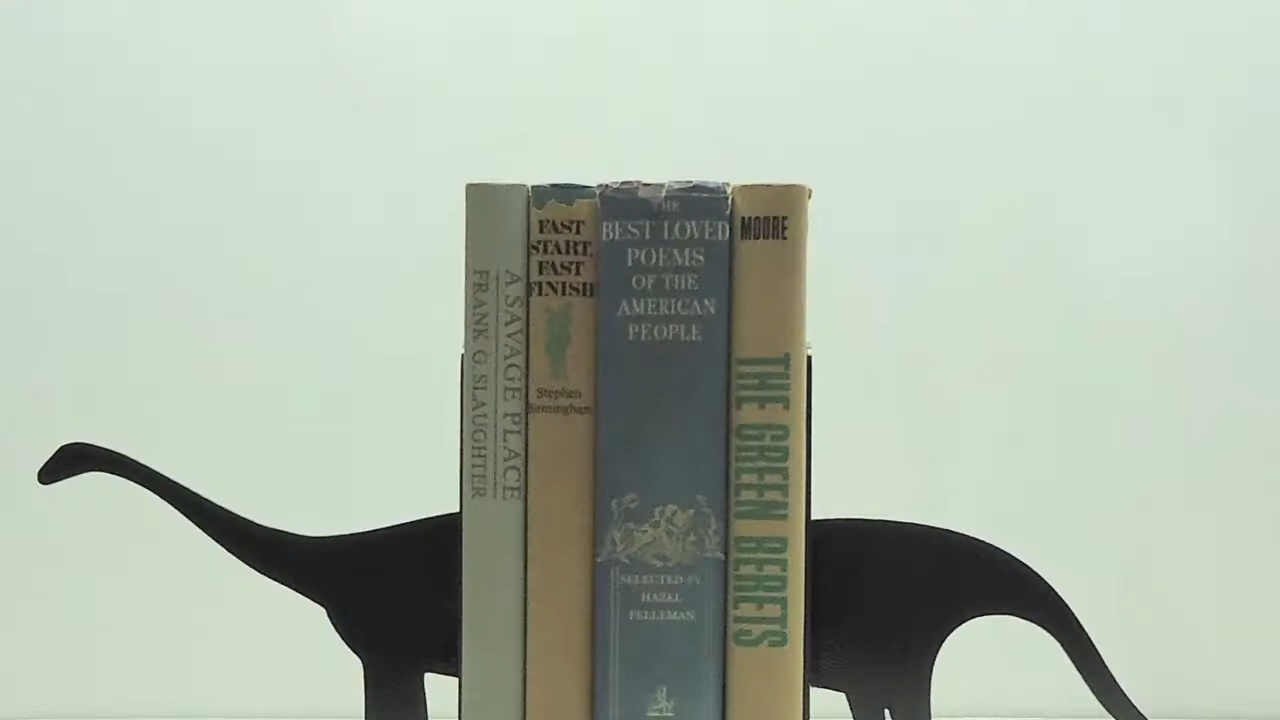 A SAVAGE PLACE
FRANK G. SLAUGHTER
FAST
START,
FAST
FINISH
Stephen
Birmingham
THE
BEST LOVED
POEMS
OF THE
AMERICAN
PEOPLE
SELECTED BY
HAZEL
FELLEMAN
MOORE
THE GREEN BERETS